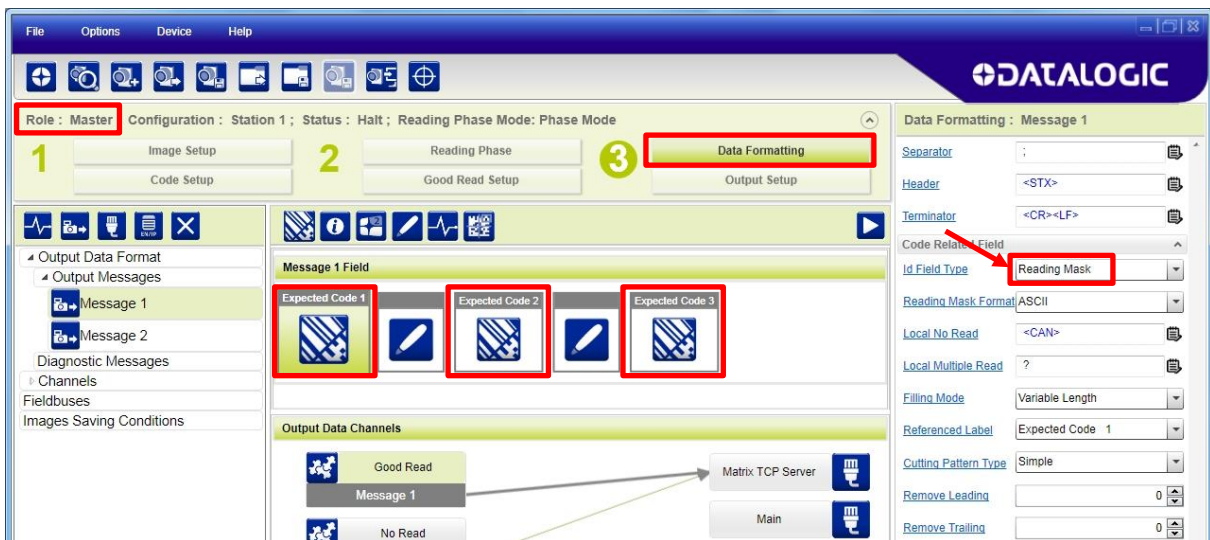 File Options Device Help
DATALOGIC
Role : Master Configuration : Station 1 ; Status : Halt ; Reading Phase Mode: Phase Mode
1 Image Setup
Code Setup
2 Reading Phase
Good Read Setup
3 Data Formatting
Output Setup
Output Data Format
Output Messages
Message 1
Message 2
Diagnostic Messages
Channels
Fieldbuses
Images Saving Conditions
Message 1 Field
Expected Code 1 Expected Code 2 Expected Code 3
Output Data Channels
Good Read
Message 1
No Read
Matrix TCP Server
Main
Data Formatting : Message 1
Separator ;
Header <STX>
Terminator <CR><LF>
Code Related Field
Id Field Type Reading Mask
Reading Mask Format ASCII
Local No Read <CAN>
Local Multiple Read ?
Filling Mode Variable Length
Referenced Label Expected Code 1
Cutting Pattern Type Simple
Remove Leading 0
Remove Trailing 0